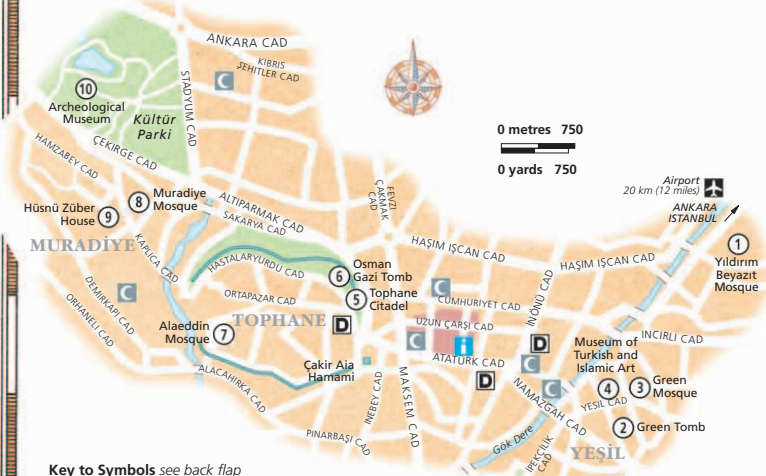 ANKARA CAD
KIBRIS
ŞEHITLER CAD
STADYUM CAD
10
Archeological
Museum
Kültür
Parki
0 metres 750
0 yards 750
HAMZABEY CAD
ÇEKIRGE CAD
Airport
20 km (12 miles)
ANKARA
ISTANBUL
FEVZI
ÇAKMAK
CAD
8
Muradiye
Mosque
ALTIPARMAK CAD
SAKARYA CAD
Hüsnü Züber
House
9
MURADİYE
KAPLICA CAD
HAŞIM IŞCAN CAD
HAŞIM IŞCAN CAD
1
Yıldırım
Beyazıt
Mosque
HASTALARYURDU CAD
6
Osman
Gazi Tomb
5
Tophane
Citadel
DEMIRKAPI CAD
ORHANELI CAD
ORTAPAZAR CAD
CUMHURIYET CAD
INÖNÜ CAD
TOPHANE
D
UZUN ÇARŞI CAD
INCIRLI CAD
Alaeddin
Mosque
7
i
D
Museum of
Turkish and
Islamic Art
Çakir Aia
Hamami
ATATÜRK CAD
ALACAHIRKA CAD
INEBEY CAD
MAKSEM CAD
D
NAMAZGAH CAD
4
3
Green
Mosque
YEŞIL CAD
2
Green Tomb
PINARBAŞI CAD
Gök Dere
IPEKÇILIK
CAD
YEŞİL
Key to Symbols see back flap